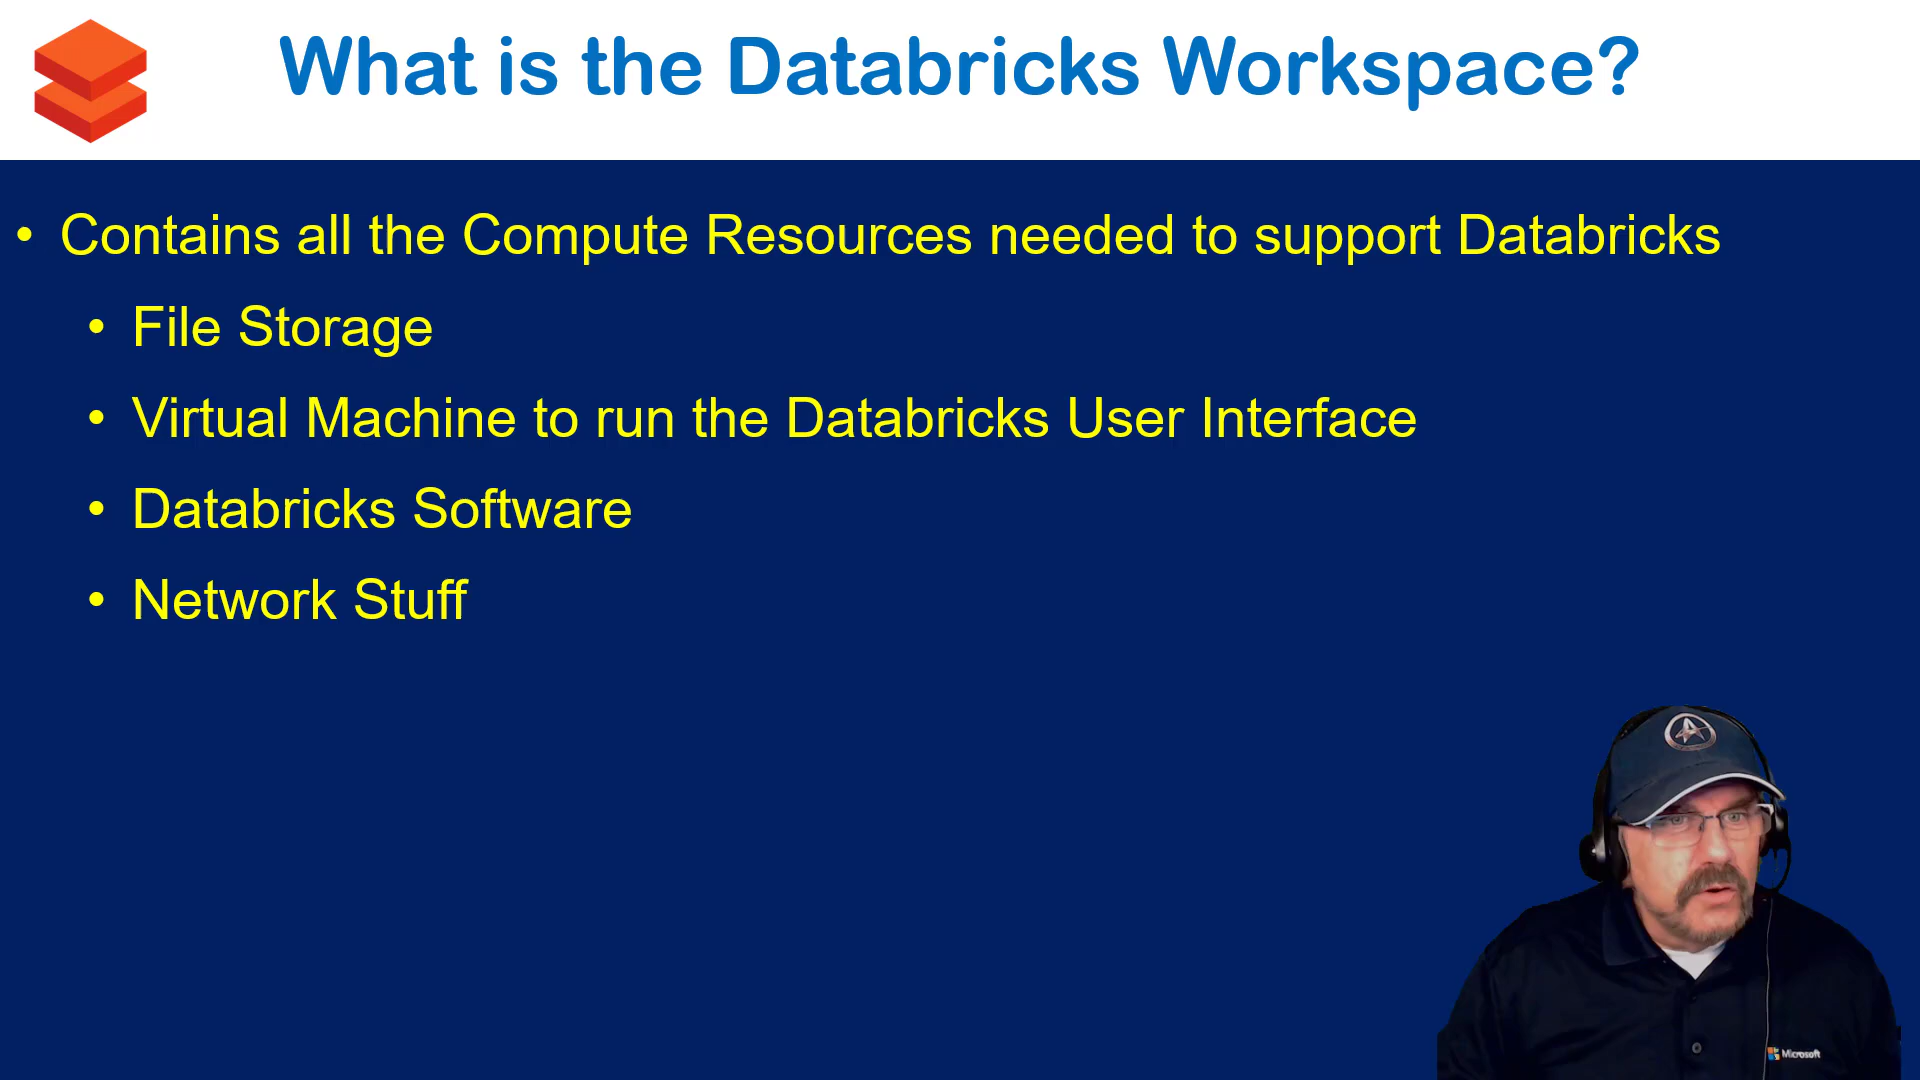 What is the Databricks Workspace?
• Contains all the Compute Resources needed to support Databricks
• File Storage
• Virtual Machine to run the Databricks User Interface
• Databricks Software
• Network Stuff
Microsoft